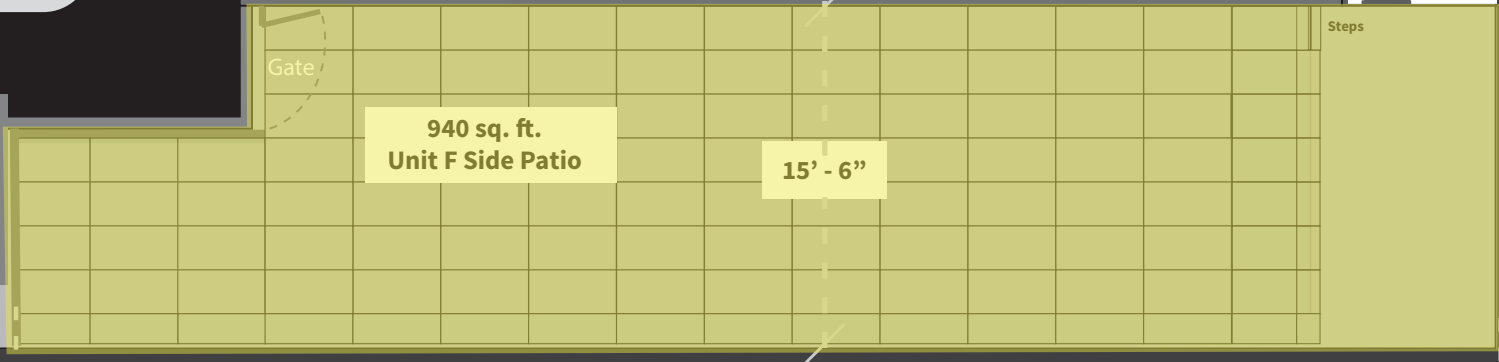 Steps
Gate
940 sq. ft.
Unit F Side Patio
15’ - 6”